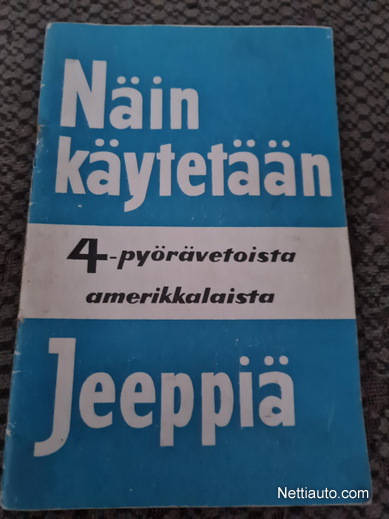 Näin
käytetään
4-pyörävetoista
amerikkalaista
Jeeppiä
Nettiauto.com